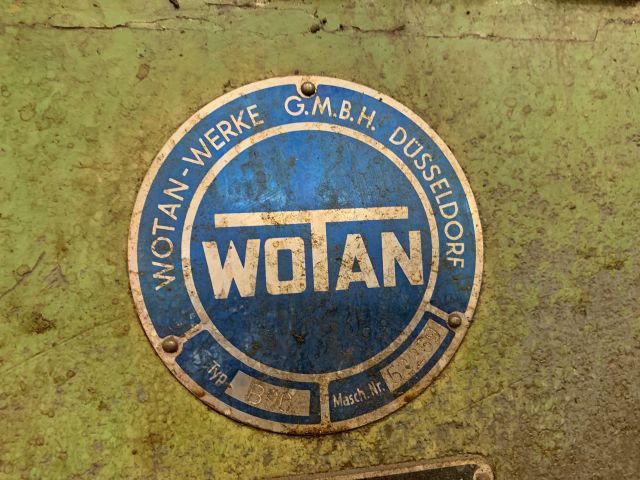 WOTAN-WERKE G.M.B.H. DÜSSELDORF
WOTAN
Typ-
Masch.Nr.